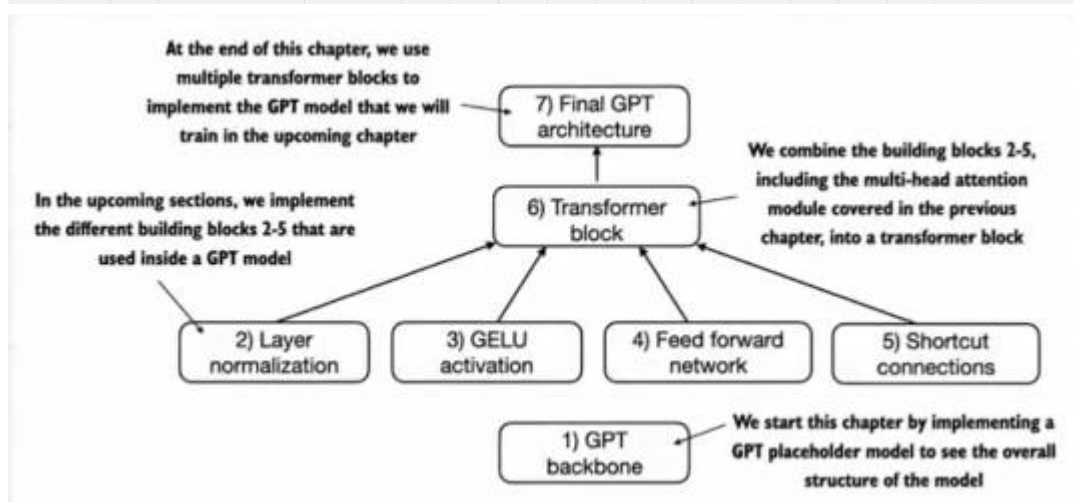 At the end of this chapter, we use
multiple transformer blocks to
implement the GPT model that we will
train in the upcoming chapter
7) Final GPT
architecture
We combine the building blocks 2-5,
including the multi-head attention
module covered in the previous
chapter, into a transformer block
6) Transformer
block
In the upcoming sections, we implement
the different building blocks 2-5 that are
used inside a GPT model
2) Layer
normalization
3) GELU
activation
4) Feed forward
network
5) Shortcut
connections
1) GPT
backbone
We start this chapter by implementing a
GPT placeholder model to see the overall
structure of the model